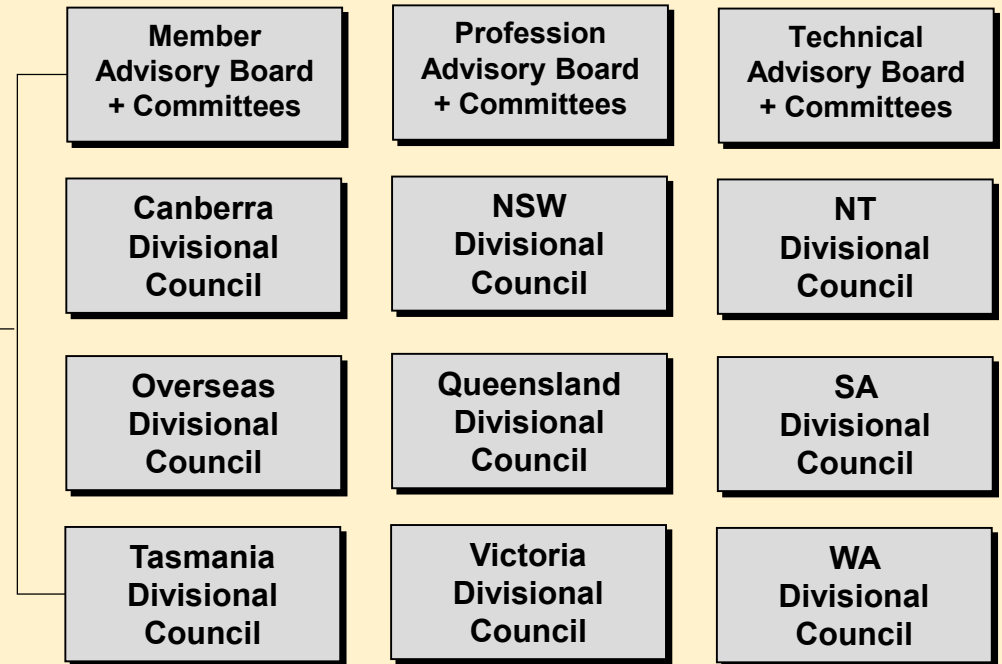 Member
Advisory Board
+ Committees
Profession
Advisory Board
+ Committees
Technical
Advisory Board
+ Committees
Canberra
Divisional
Council
NSW
Divisional
Council
NT
Divisional
Council
Overseas
Divisional
Council
Queensland
Divisional
Council
SA
Divisional
Council
Tasmania
Divisional
Council
Victoria
Divisional
Council
WA
Divisional
Council